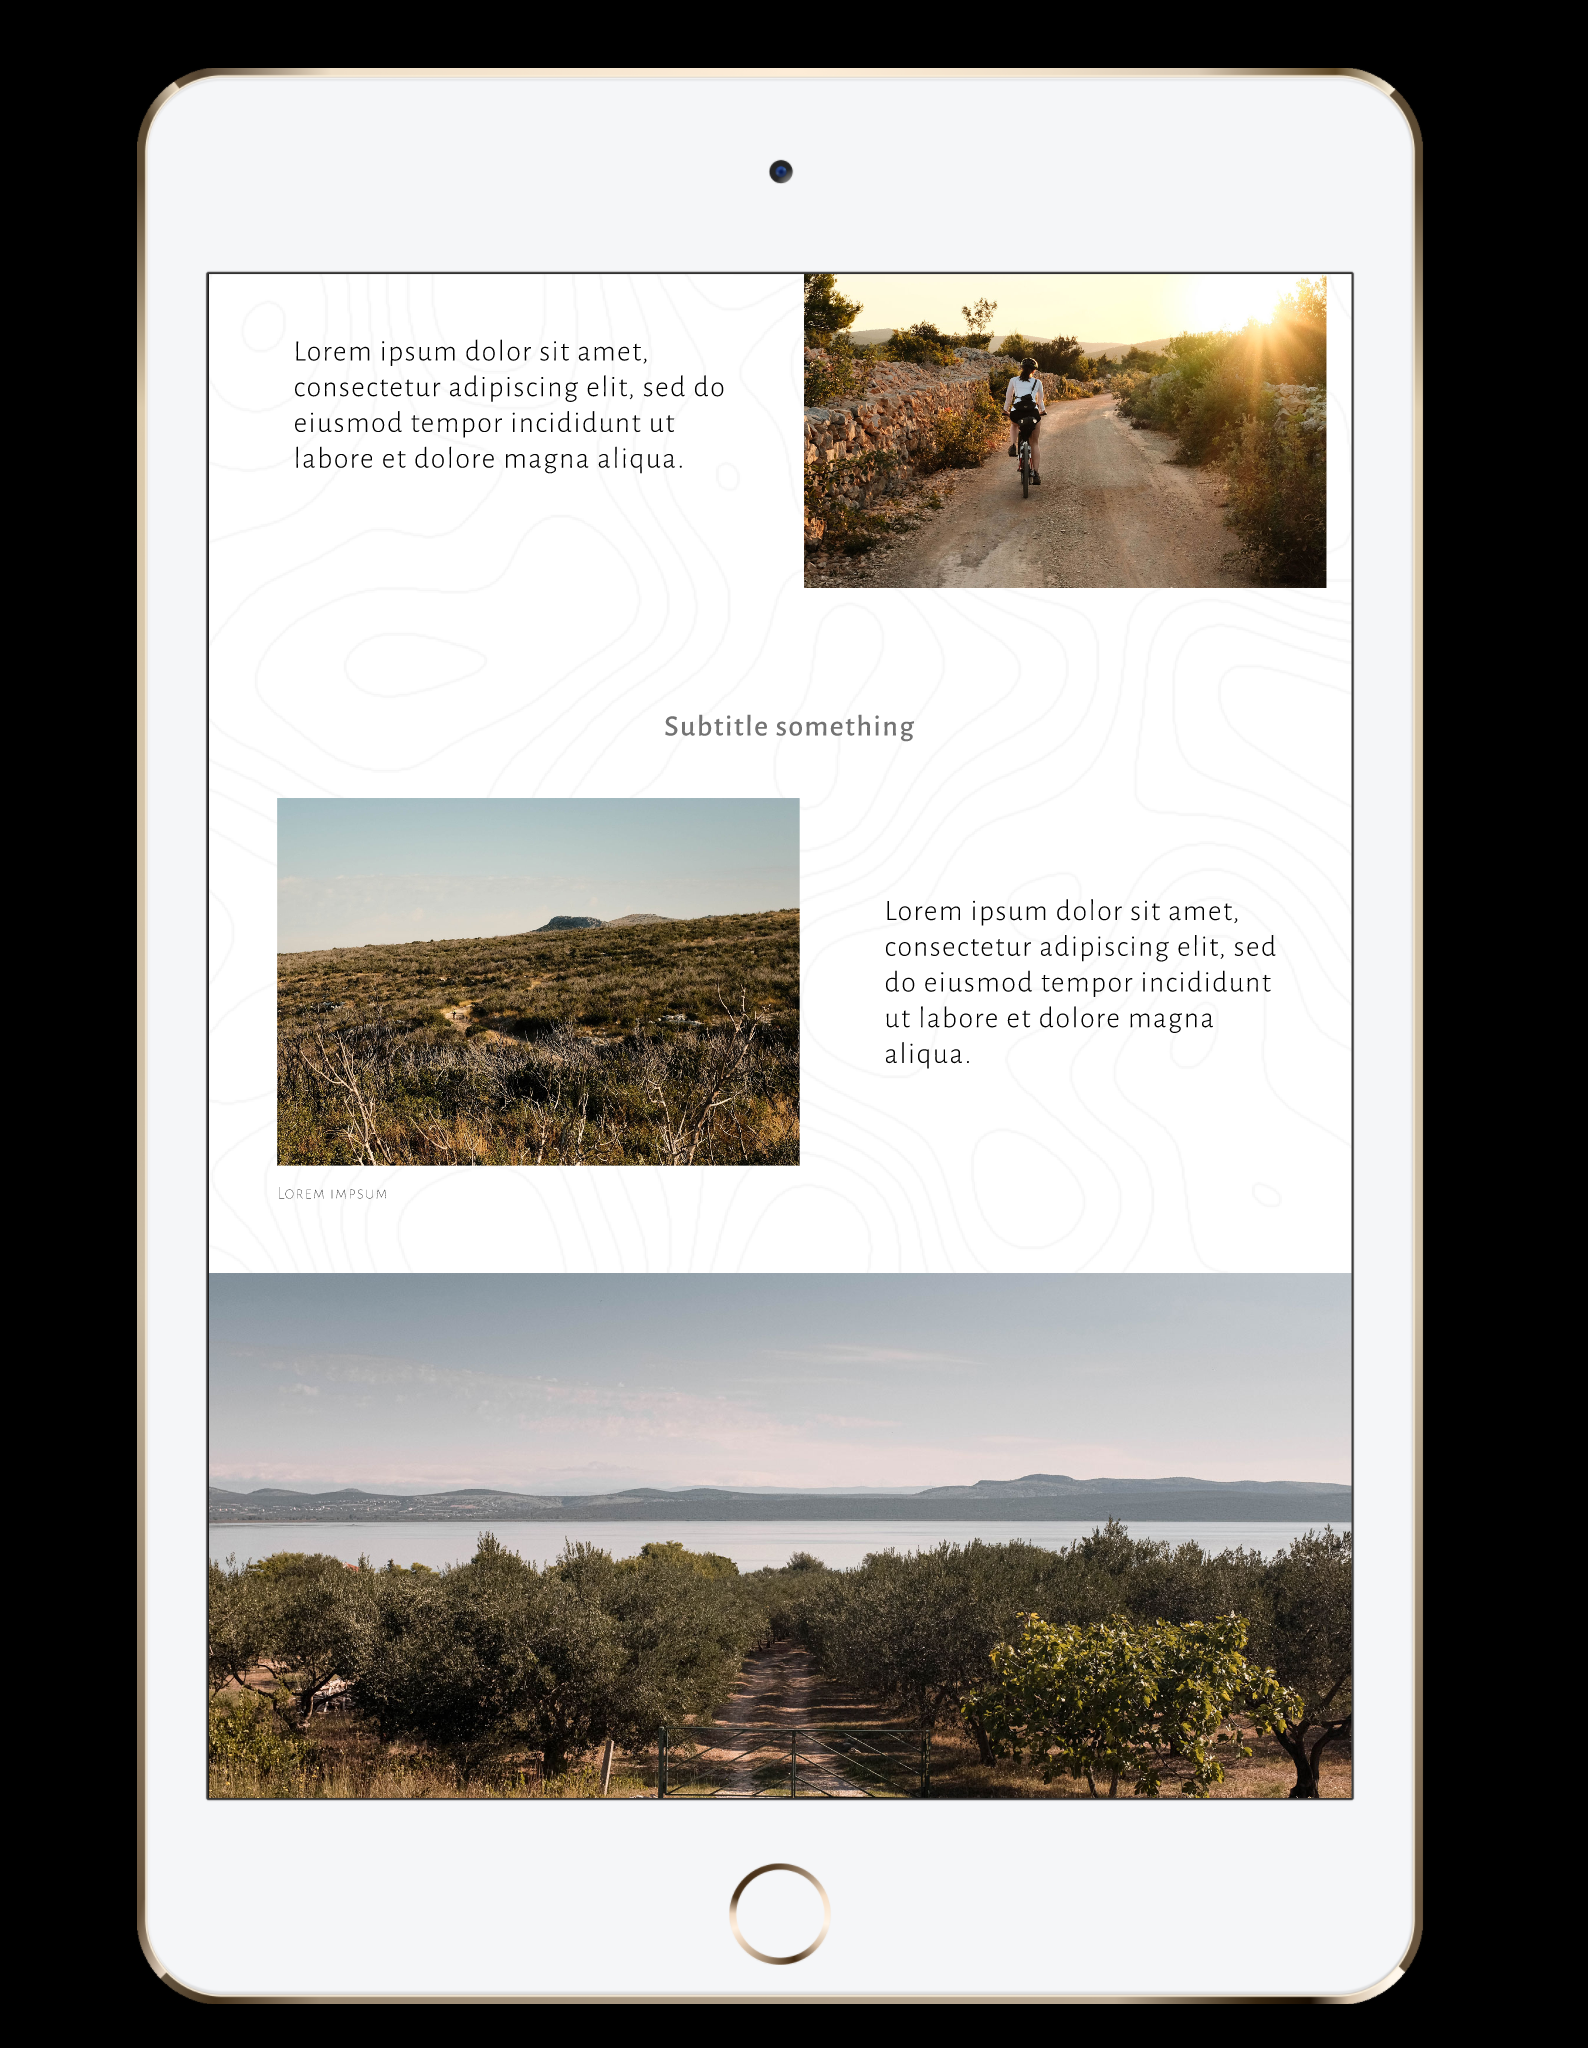 Lorem ipsum dolor sit amet,
consectetur adipiscing elit, sed do
eiusmod tempor incididunt ut
labore et dolore magna aliqua.
Subtitle something
Lorem ipsum dolor sit amet,
consectetur adipiscing elit, sed
do eiusmod tempor incididunt
ut labore et dolore magna
aliqua.
Lorem impsum